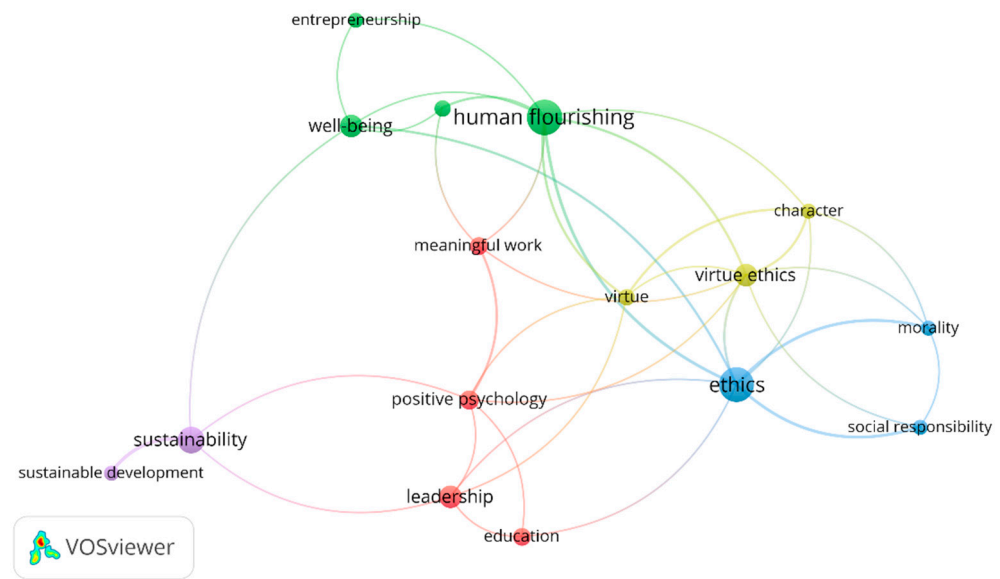 entrepreneurship
human flourishing
well-being
character
meaningful work
virtue ethics
virtue
morality
ethics
positive psychology
social responsibility
sustainability
sustainable development
leadership
education
VOSviewer